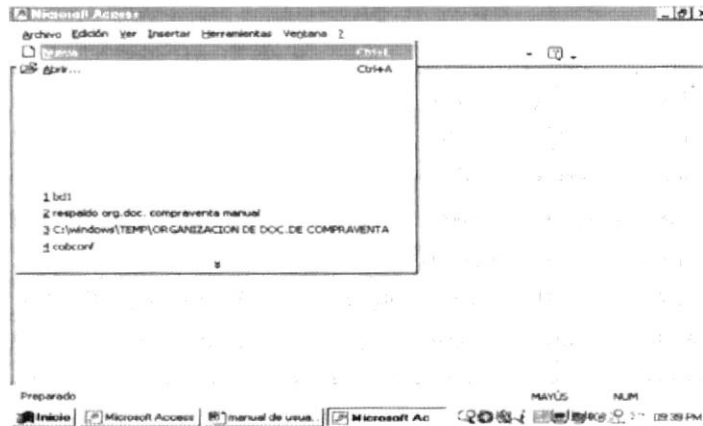 Microsoft Access
Archivo Edición Ver Insertar Herramientas Ventana ?
Nueva
Abrir... Ctrl+A
1 bd1
2 respaldo org.doc. compraventa manual
3 C:\windows\TEMP\ORGANIZACION DE DOC.DE COMPRAVENTA
4 cobconf
Preparado MAYÚS NUM
Inicio Microsoft Access manual de usua.. Microsoft Ac 09:39 PM